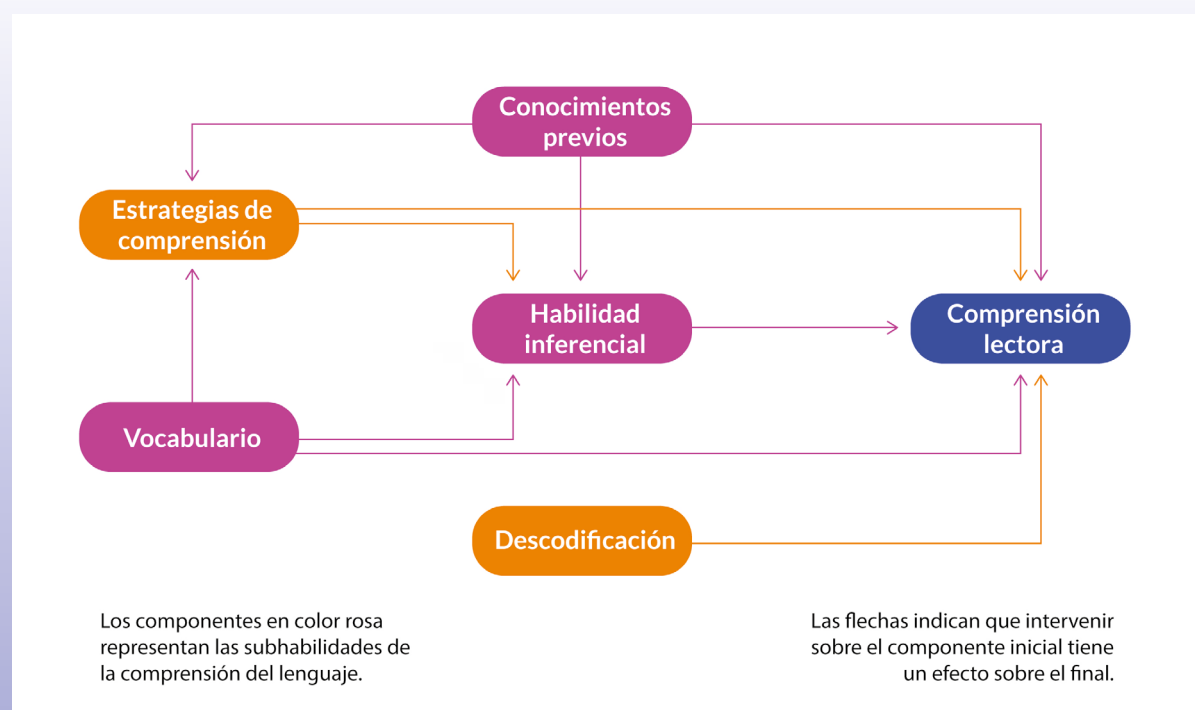 Conocimientos
previos
Estrategias de
comprensión
Habilidad
inferencial
Comprensión
lectora
Vocabulario
Descodificación
Los componentes en color rosa
representan las subhabilidades de
la comprensión del lenguaje.
Las flechas indican que intervenir
sobre el componente inicial tiene
un efecto sobre el final.